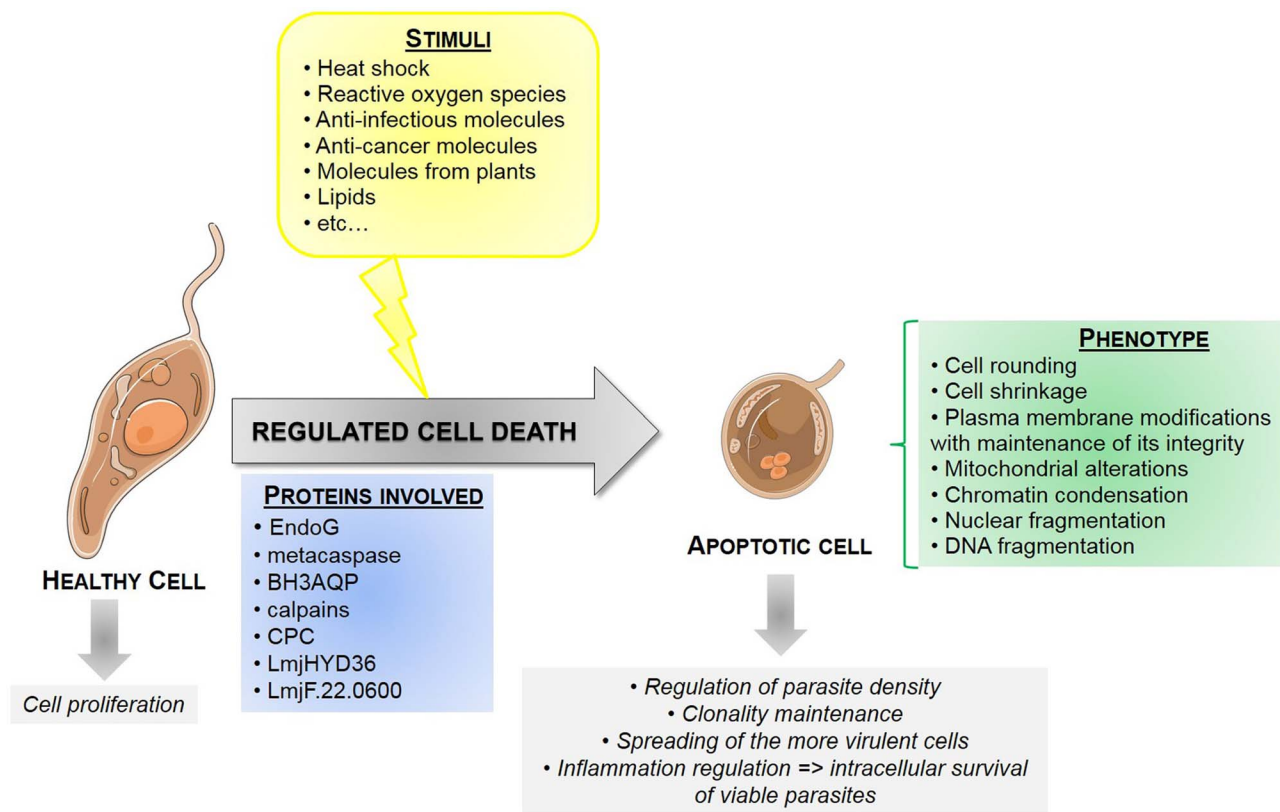 STIMULI
• Heat shock
• Reactive oxygen species
• Anti-infectious molecules
• Anti-cancer molecules
• Molecules from plants
• Lipids
• etc…
REGULATED CELL DEATH
PROTEINS INVOLVED
• EndoG
• metacaspase
• BH3AQP
• calpains
• CPC
• LmjHYD36
• LmjF.22.0600
HEALTHY CELL
Cell proliferation
APOPTOTIC CELL
PHENOTYPE
• Cell rounding
• Cell shrinkage
• Plasma membrane modifications
with maintenance of its integrity
• Mitochondrial alterations
• Chromatin condensation
• Nuclear fragmentation
• DNA fragmentation
• Regulation of parasite density
• Clonality maintenance
• Spreading of the more virulent cells
• Inflammation regulation => intracellular survival
of viable parasites